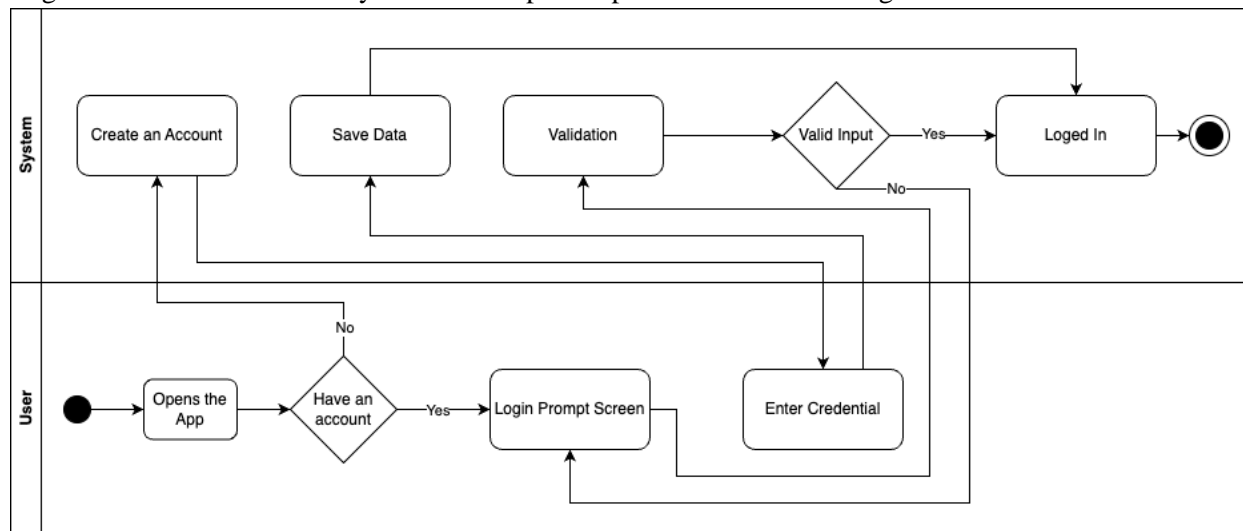 System
Create an Account
Save Data
Validation
Valid Input
Yes
Loged In
No
User
No
Opens the
App
Have an
account
Yes
Login Prompt Screen
Enter Credential